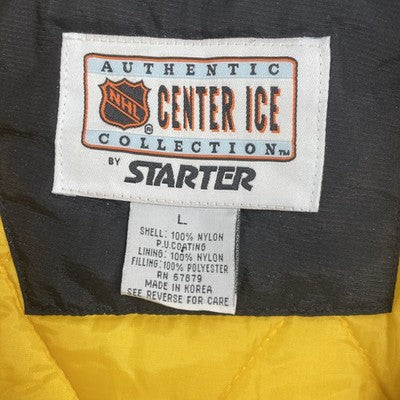 AUTHENTIC
NHL
®
CENTER ICE
COLLECTION™
BY STARTER
L
SHELL: 100% NYLON
P.U.COATING
LINING: 100% NYLON
FILLING: 100% POLYESTER
RN 57879
MADE IN KOREA
SEE REVERSE FOR CARE